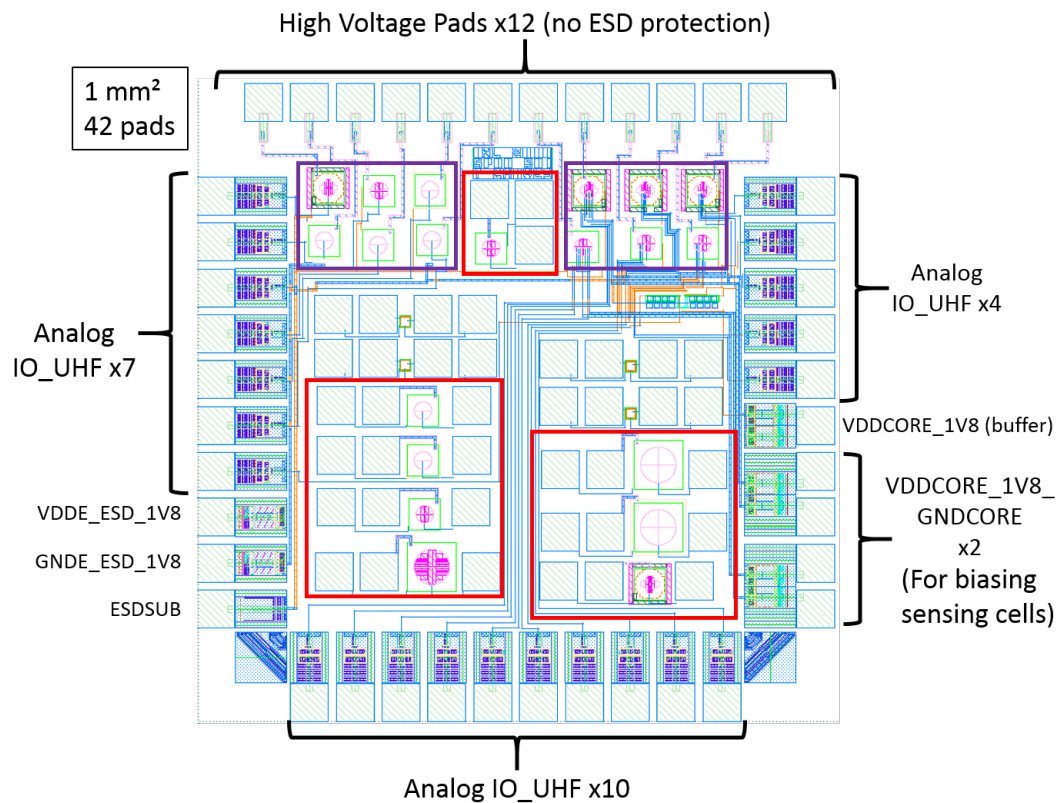 High Voltage Pads x12 (no ESD protection)
1 mm²
42 pads
Analog
IO_UHF x7
VDDE_ESD_1V8
GNDE_ESD_1V8
ESDSUB
Analog
IO_UHF x4
VDDCORE_1V8 (buffer)
VDDCORE_1V8_
GNDCORE
x2
(For biasing
sensing cells)
Analog IO_UHF x10